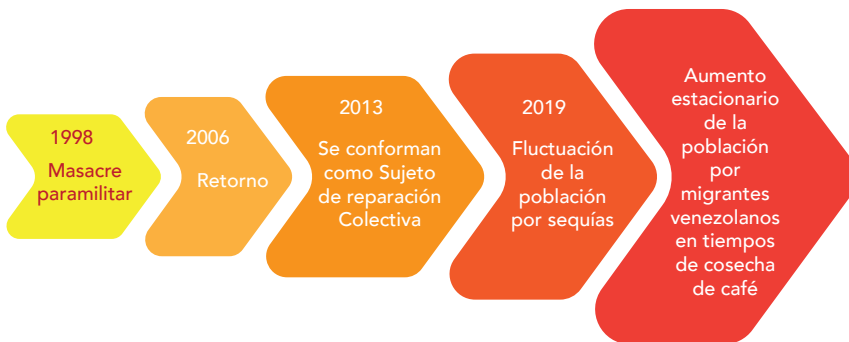 1998
Masacre
paramilitar
2006
Retorno
2013
Se conforman
como Sujeto
de reparación
Colectiva
2019
Fluctuación
de la
población
por sequías
Aumento
estacionario
de la
población
por
migrantes
venezolanos
en tiempos
de cosecha
de café